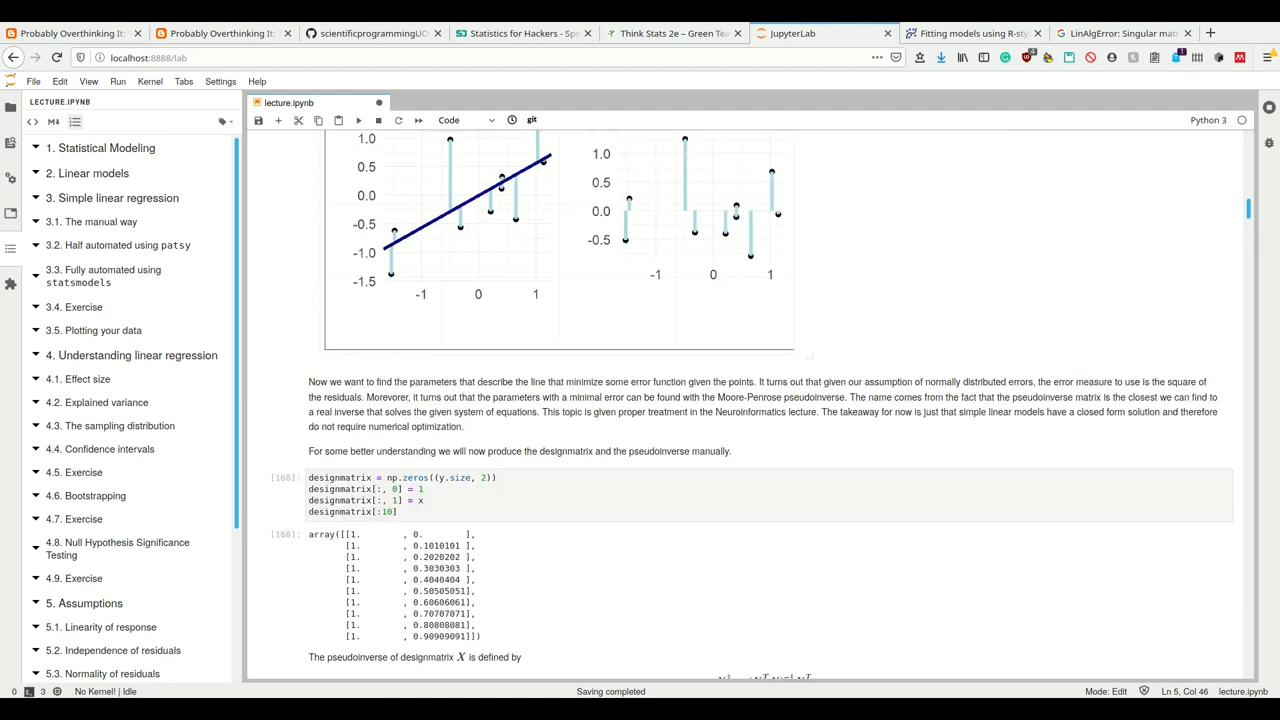 Probably Overthinking It:
Probably Overthinking It:
scientificprogrammingUO
Statistics for Hackers - Spe
Think Stats 2e – Green Tea
JupyterLab
Fitting models using R-sty
LinAlgError: Singular mat
localhost:8888/lab
File Edit View Run Kernel Tabs Settings Help
LECTURE.IPYNB
lecture.ipynb
Code
git
Python 3
1. Statistical Modeling
2. Linear models
3. Simple linear regression
3.1. The manual way
3.2. Half automated using patsy
3.3. Fully automated using
statsmodels
3.4. Exercise
3.5. Plotting your data
4. Understanding linear regression
4.1. Effect size
4.2. Explained variance
4.3. The sampling distribution
4.4. Confidence intervals
4.5. Exercise
4.6. Bootstrapping
4.7. Exercise
4.8. Null Hypothesis Significance
Testing
4.9. Exercise
5. Assumptions
5.1. Linearity of response
5.2. Independence of residuals
5.3. Normality of residuals
1.0
0.5
0.0
-0.5
-1.0
-1.5
-1 0 1
1.0
0.5
0.0
-0.5
-1 0 1
Now we want to find the parameters that describe the line that minimize some error function given the points. It turns out that given our assumption of normally distributed errors, the error measure to use is the square of
the residuals. Morevorer, it turns out that the parameters with a minimal error can be found with the Moore-Penrose pseudoinverse. The name comes from the fact that the pseudoinverse matrix is the closest we can find to
a real inverse that solves the given system of equations. This topic is given proper treatment in the Neuroinformatics lecture. The takeaway for now is just that simple linear models have a closed form solution and therefore
do not require numerical optimization.
For some better understanding we will now produce the designmatrix and the pseudoinverse manually.
[168]: designmatrix = np.zeros((y.size, 2))
designmatrix[:, 0] = 1
designmatrix[:, 1] = x
designmatrix[:10]
[168]: array([[1. , 0. ],
[1. , 0.1010101 ],
[1. , 0.2020202 ],
[1. , 0.3030303 ],
[1. , 0.4040404 ],
[1. , 0.50505051],
[1. , 0.60606061],
[1. , 0.70707071],
[1. , 0.80808081],
[1. , 0.90909091]])
The pseudoinverse of designmatrix X is defined by
0 3 No Kernel! | Idle
Saving completed
Mode: Edit Ln 5, Col 46 lecture.ipynb